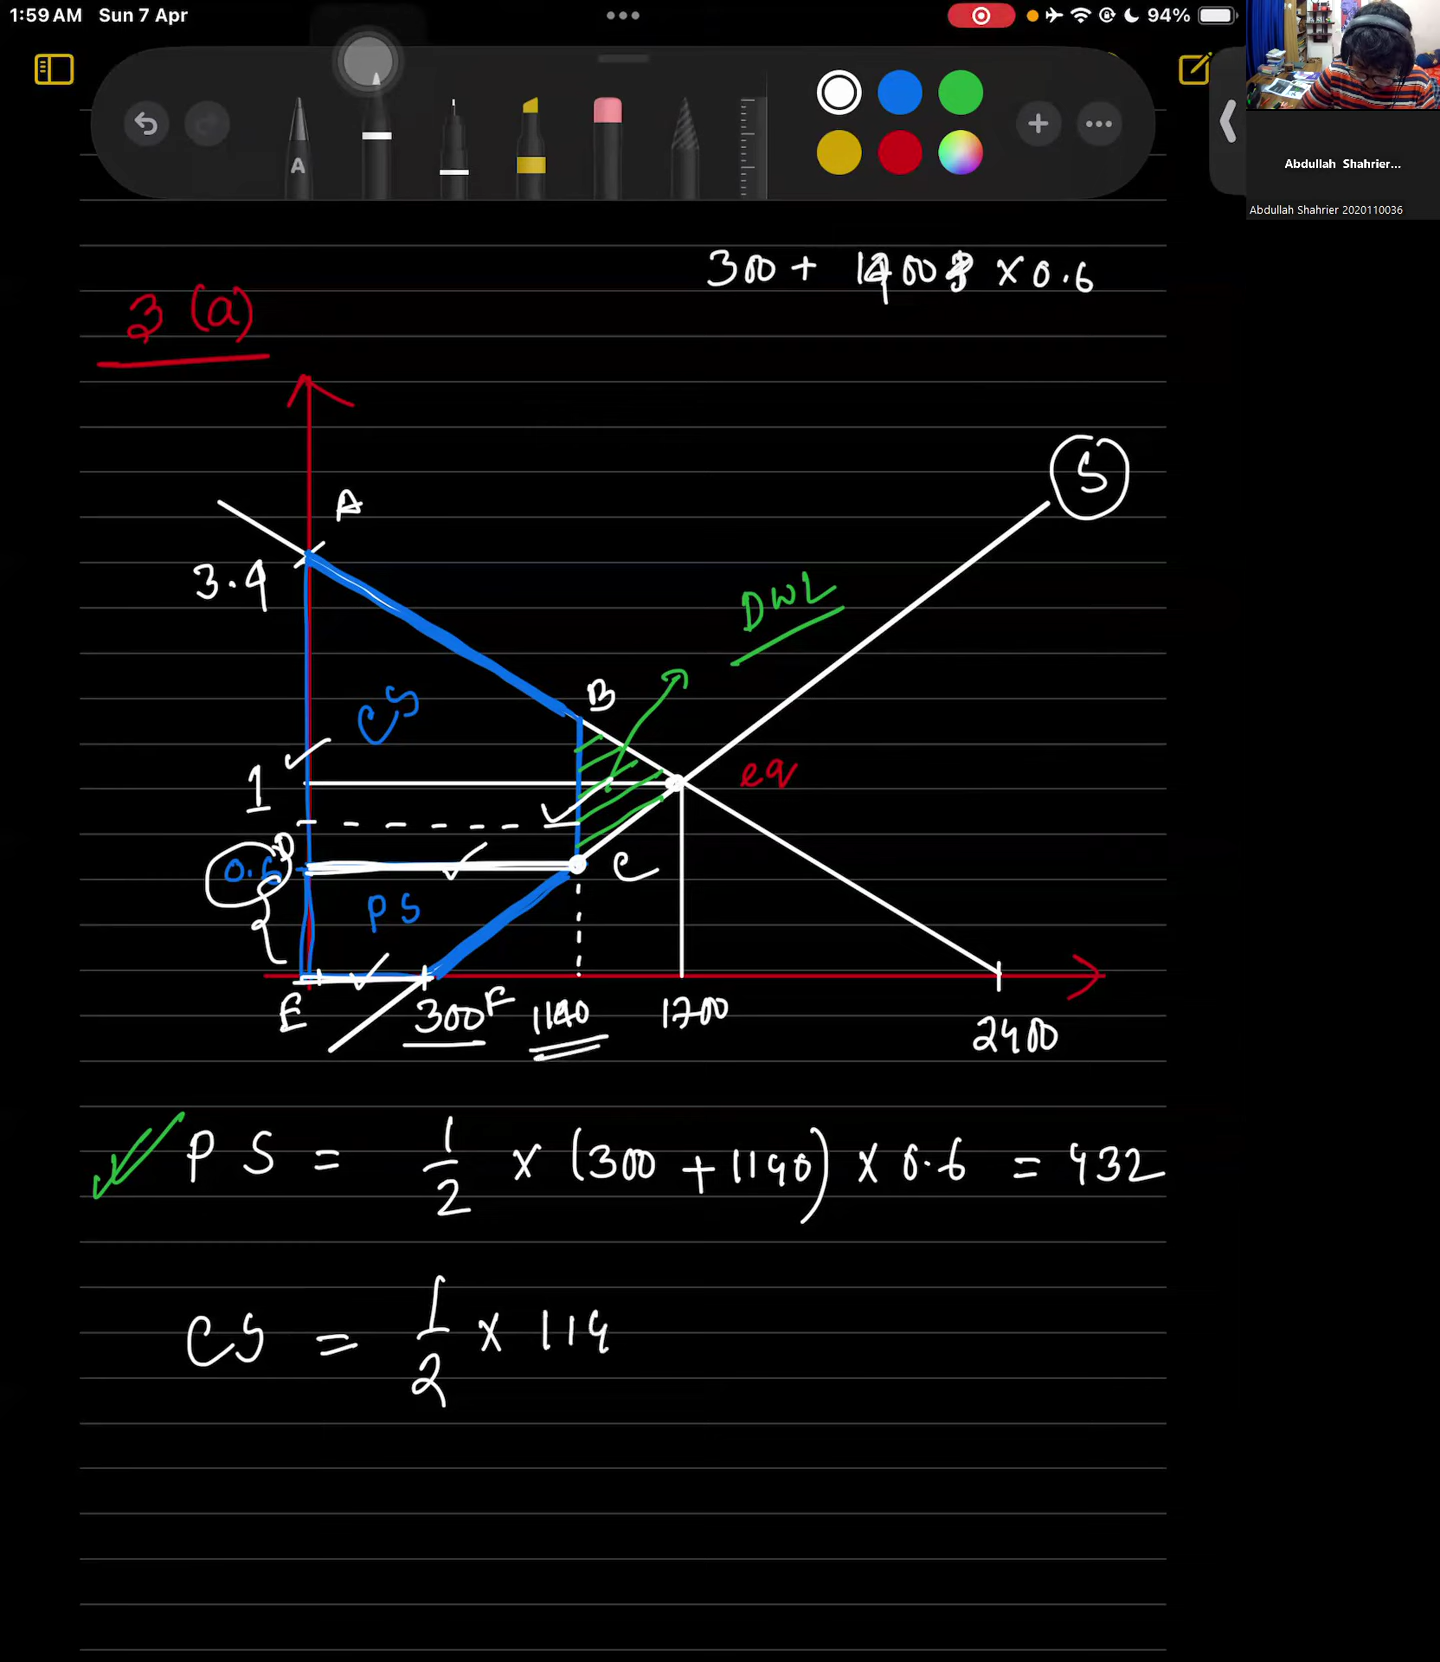 1:59 AM Sun 7 Apr
94%
A
Abdullah Shahrier...
Abdullah Shahrier 2020110036
300 + 1400 × 0.6
3 (a)
S
A
3.4
DWL
B
CS
1
eq
D
0.6
C
PS
E
300
F
1140
1700
2400
PS = 1/2 × (300 + 1140) × 0.6 = 432
CS = 1/2 × 114